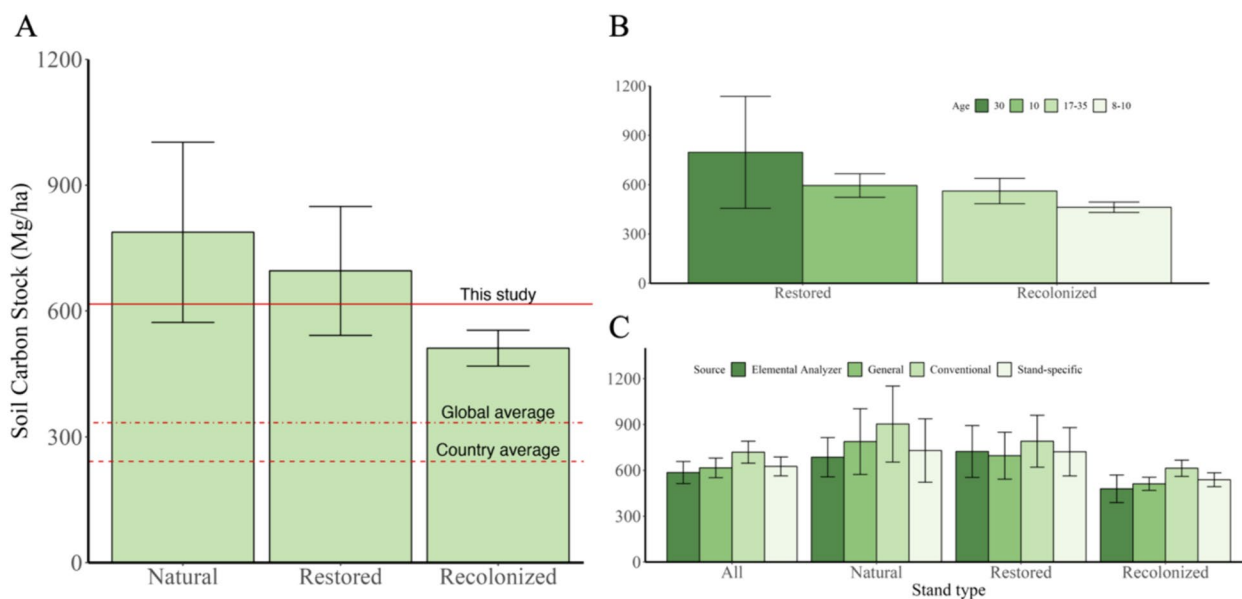 A
Soil Carbon Stock (Mg/ha)
1200
900
600
300
0
This study
Global average
Country average
Natural Restored Recolonized
B
1200
900
600
300
0
Age 30 10 17-35 8-10
Restored Recolonized
C
1200
900
600
300
0
Source Elemental Analyzer General Conventional Stand-specific
All Natural Restored Recolonized
Stand type